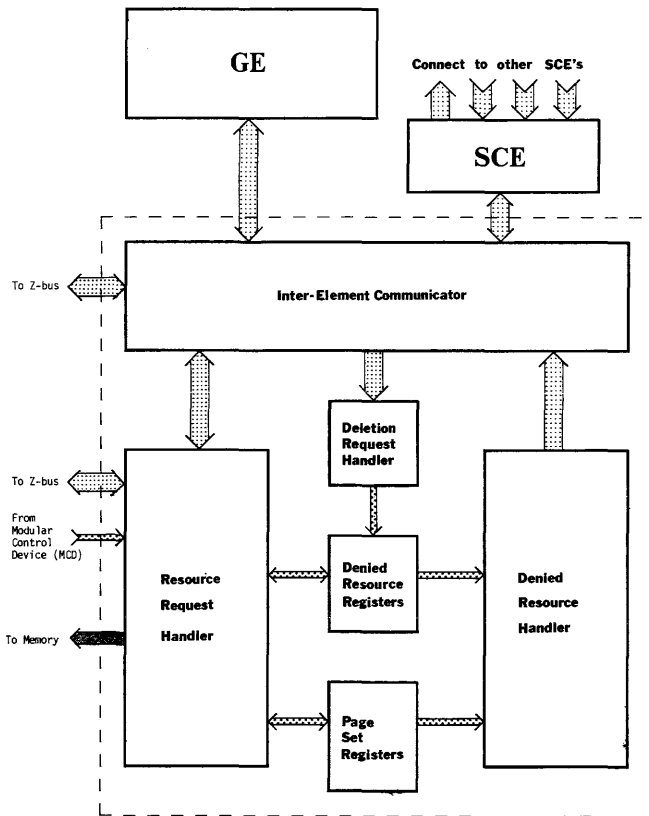 GE
Connect to other SCE's
SCE
To Z-bus
Inter-Element Communicator
Deletion
Request
Handler
To Z-bus
From
Modular
Control
Device (MCD)
Resource
Request
Handler
Denied
Resource
Registers
Denied
Resource
Handler
To Memory
Page
Set
Registers